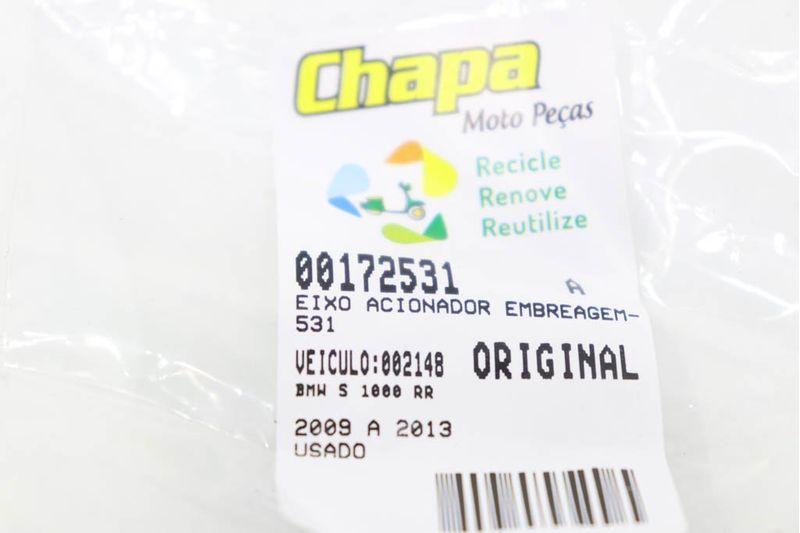 Chapa
Moto Peças
Recicle
Renove
Reutilize
00172531
A
EIXO ACIONADOR EMBREAGEM-
531
VEICULO:002148 ORIGINAL
BMW S 1000 RR
2009 A 2013
USADO